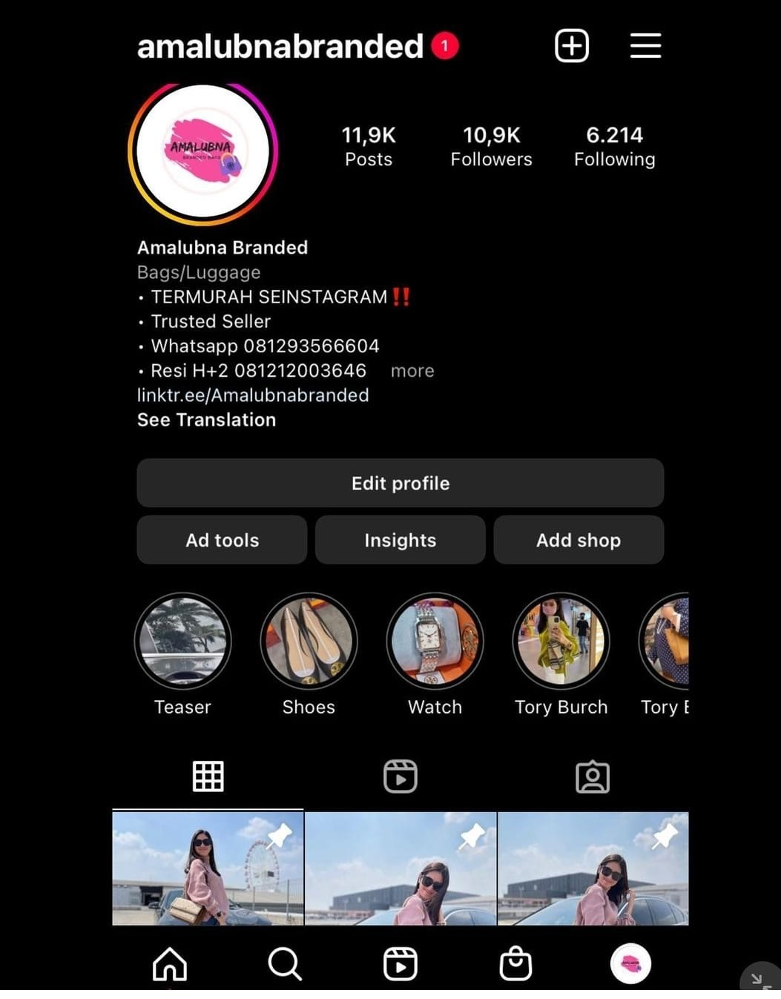 amalubnabranded 1
AMALUBNA
BRANDED BAGS
11,9K 10,9K 6.214
Posts Followers Following
Amalubna Branded
Bags/Luggage
• TERMURAH SEINSTAGRAM‼️
• Trusted Seller
• Whatsapp 081293566604
• Resi H+2 081212003646 more
linktr.ee/Amalubnabranded
See Translation
Edit profile
Ad tools Insights Add shop
Teaser Shoes Watch Tory Burch Tory